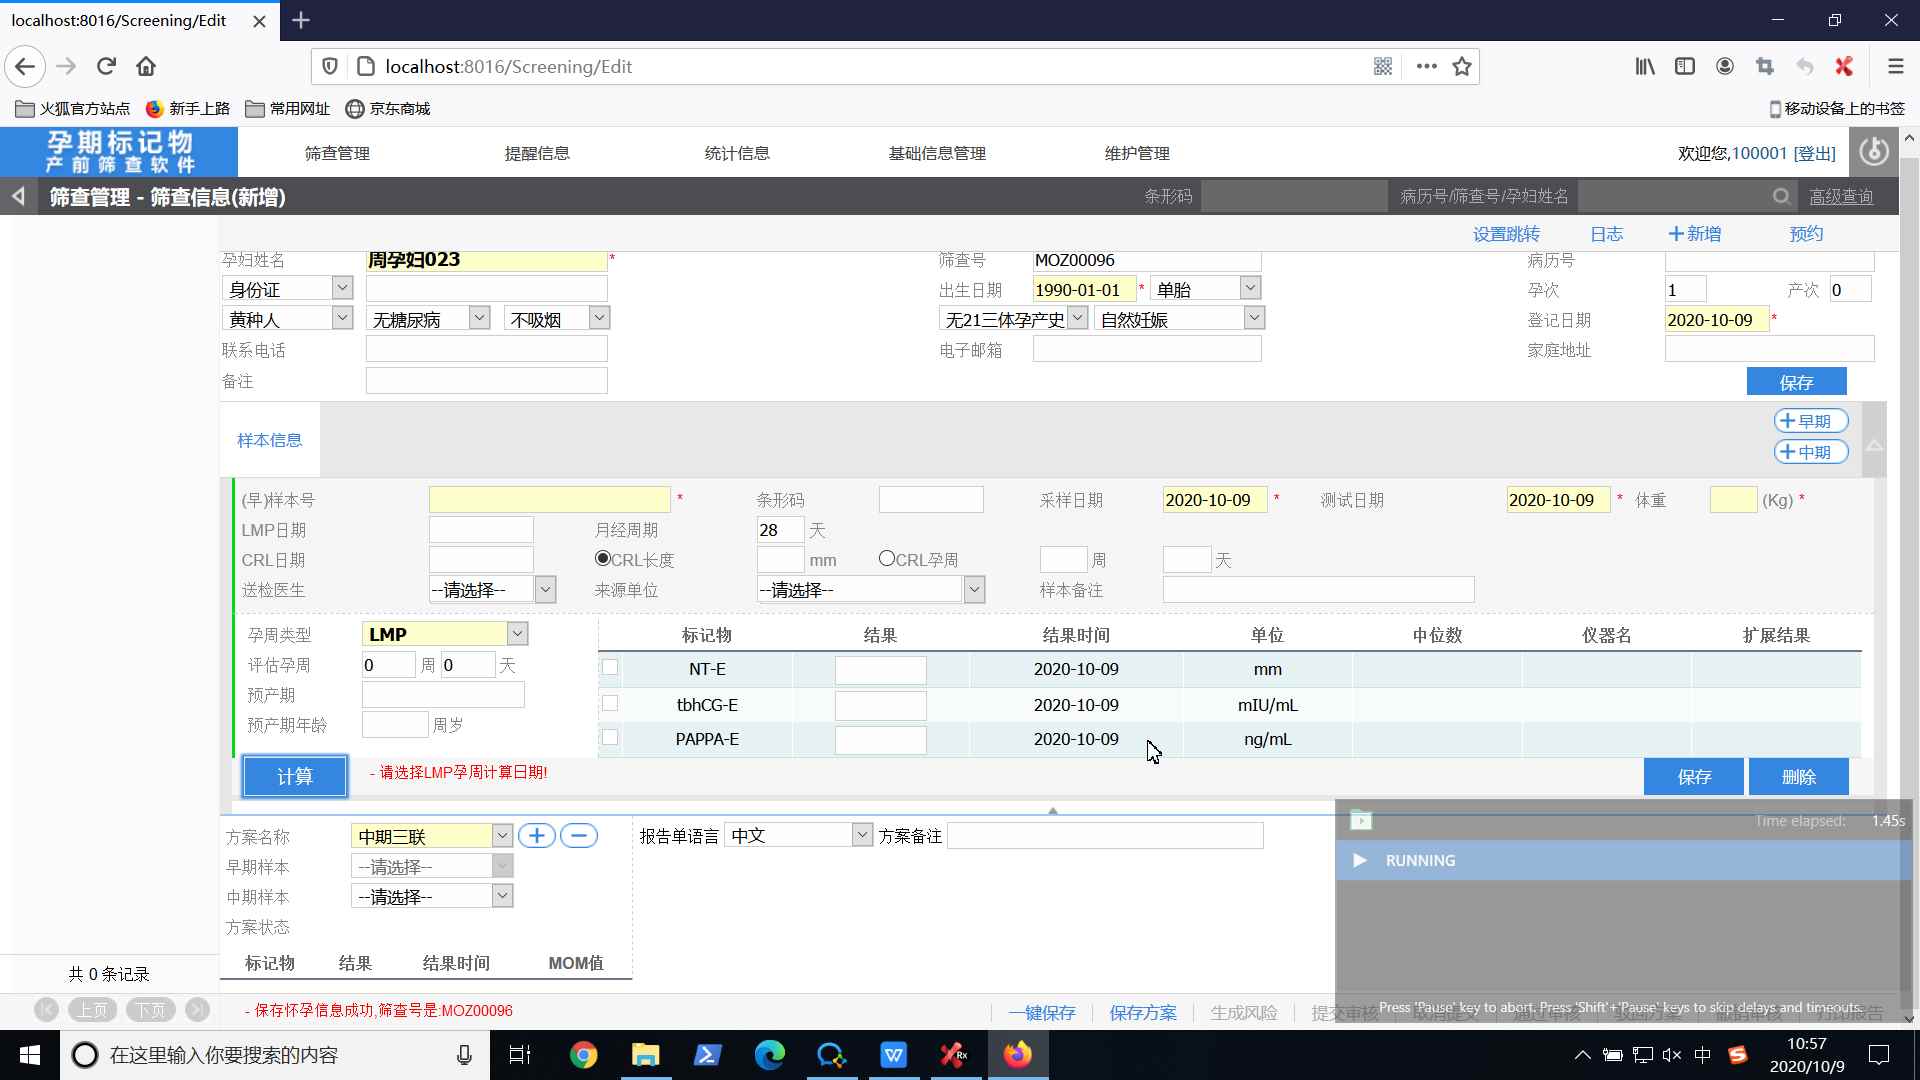 localhost:8016/Screening/Edit
localhost:8016/Screening/Edit
火狐官方站点 新手上路 常用网址 京东商城 移动设备上的书签
孕期标记物
产前筛查软件
筛查管理 提醒信息 统计信息 基础信息管理 维护管理 欢迎您,100001 [登出]
筛查管理 - 筛查信息(新增) 条形码 病历号/筛查号/孕妇姓名 高级查询
设置跳转 日志 新增 预约
孕妇姓名 周孕妇023 * 筛查号 MOZ00096 病历号
身份证 出生日期 1990-01-01 * 单胎 孕次 1 产次 0
黄种人 无糖尿病 不吸烟 无21三体孕产史 自然妊娠 登记日期 2020-10-09 *
联系电话 电子邮箱 家庭地址
备注 保存
样本信息 早期
中期
(早)样本号 * 条形码 采样日期 2020-10-09 * 测试日期 2020-10-09 * 体重 (Kg) *
LMP日期 月经周期 28 天
CRL日期 CRL长度 mm CRL孕周 周 天
送检医生 --请选择-- 来源单位 --请选择-- 样本备注
孕周类型 LMP 标记物 结果 结果时间 单位 中位数 仪器名 扩展结果
评估孕周 0 周 0 天 NT-E 2020-10-09 mm
预产期 tbhCG-E 2020-10-09 mIU/mL
预产期年龄 周岁 PAPPA-E 2020-10-09 ng/mL
计算 - 请选择LMP孕周计算日期! 保存 删除
方案名称 中期三联 报告单语言 中文 方案备注 Time elapsed: 1.45s
早期样本 --请选择-- RUNNING
中期样本 --请选择--
方案状态
标记物 结果 结果时间 MOM值
共 0 条记录
上页 下页 - 保存怀孕信息成功,筛查号是:MOZ00096 一键保存 保存方案 生成风险 提交审核 Press 'Pause' key to abort. Press 'Shift'+'Pause' keys to skip delays and timeouts.
在这里输入你要搜索的内容 中 10:57
2020/10/9